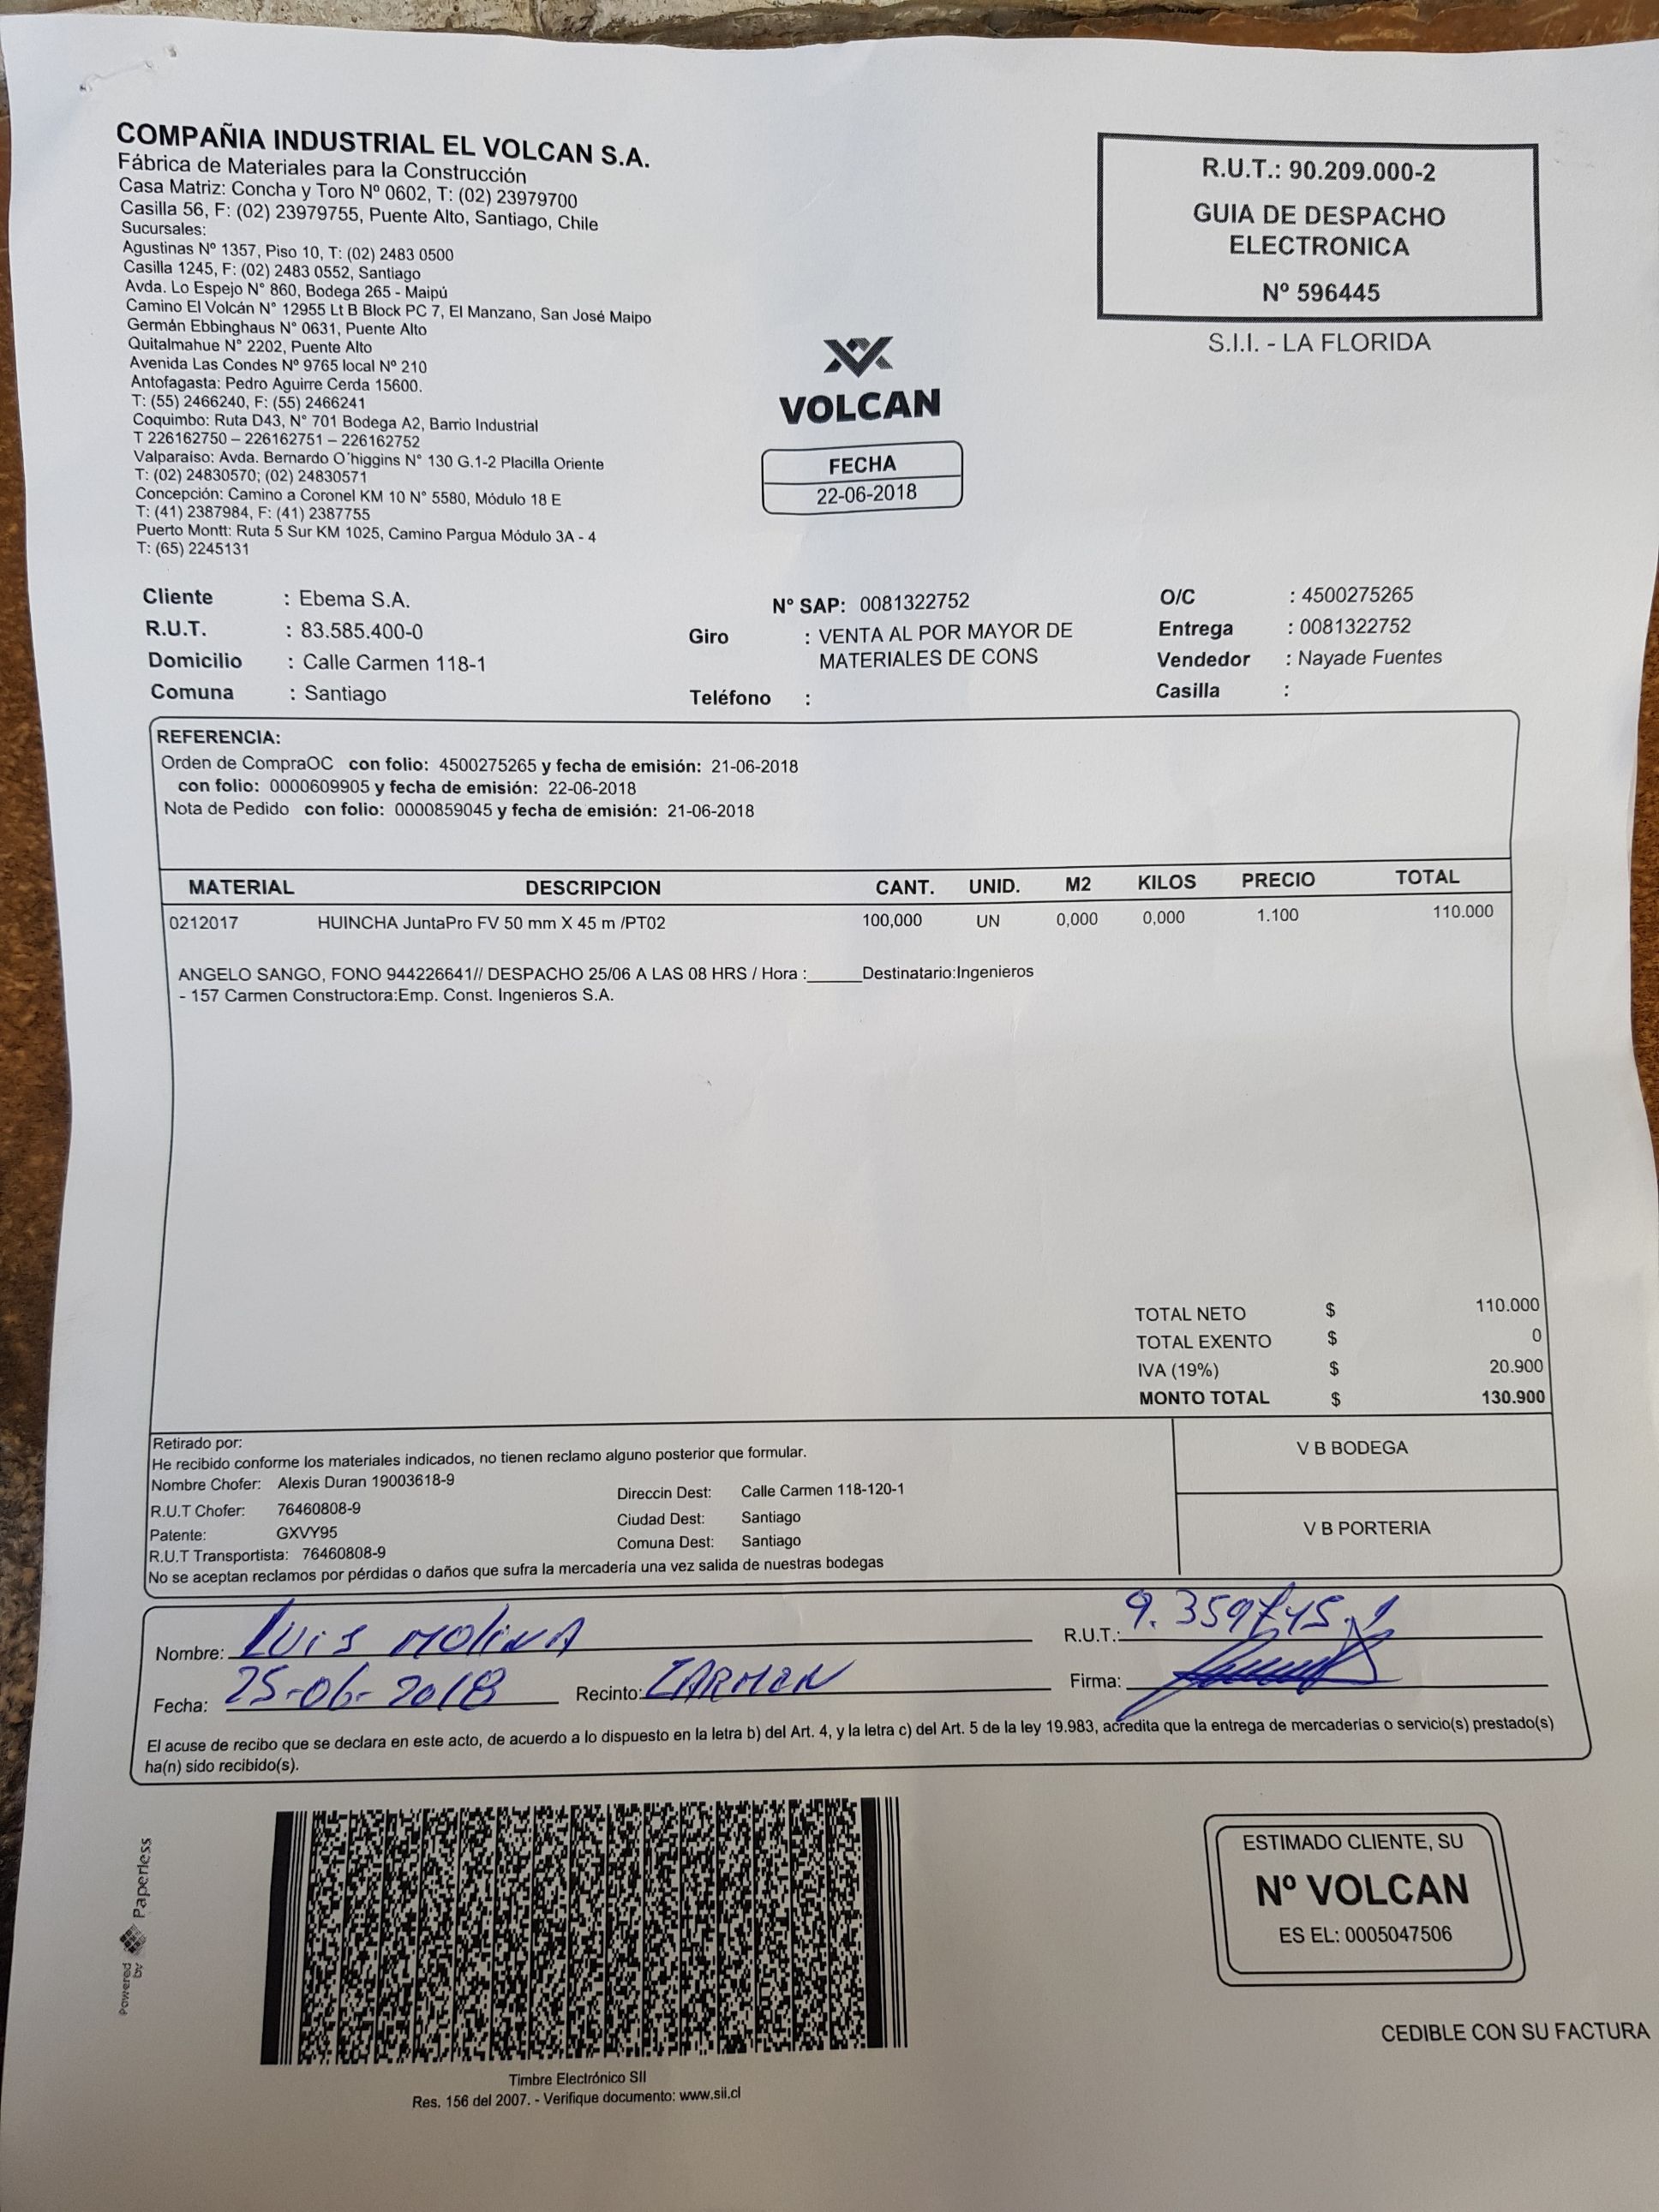 COMPAÑIA INDUSTRIAL EL VOLCAN S.A.
Fábrica de Materiales para la Construcción
Casa Matriz: Concha y Toro Nº 0602, T: (02) 23979700
Casilla 56, F: (02) 23979755, Puente Alto, Santiago, Chile
Sucursales:
Agustinas Nº 1357, Piso 10, T: (02) 2483 0500
Casilla 1245, F: (02) 2483 0552, Santiago
Avda. Lo Espejo N° 860, Bodega 265 - Maipú
Camino El Volcán N° 12955 Lt B Block PC 7, El Manzano, San José Maipo
Germán Ebbinghaus N° 0631, Puente Alto
Quitalmahue N° 2202, Puente Alto
Avenida Las Condes Nº 9765 local Nº 210
Antofagasta: Pedro Aguirre Cerda 15600.
T: (55) 2466240, F: (55) 2466241
Coquimbo: Ruta D43, N° 701 Bodega A2, Barrio Industrial
T 226162750 – 226162751 – 226162752
Valparaíso: Avda. Bernardo O´higgins N° 130 G.1-2 Placilla Oriente
T: (02) 24830570; (02) 24830571
Concepción: Camino a Coronel KM 10 N° 5580, Módulo 18 E
T: (41) 2387984, F: (41) 2387755
Puerto Montt: Ruta 5 Sur KM 1025, Camino Pargua Módulo 3A - 4
T: (65) 2245131
R.U.T.: 90.209.000-2
GUIA DE DESPACHO
ELECTRONICA
Nº 596445
S.I.I. - LA FLORIDA
VOLCAN
FECHA
22-06-2018
Cliente : Ebema S.A. N° SAP: 0081322752 O/C : 4500275265
R.U.T. : 83.585.400-0 Giro : VENTA AL POR MAYOR DE Entrega : 0081322752
Domicilio : Calle Carmen 118-1 MATERIALES DE CONS Vendedor : Nayade Fuentes
Comuna : Santiago Teléfono : Casilla :
REFERENCIA:
Orden de CompraOC con folio: 4500275265 y fecha de emisión: 21-06-2018
con folio: 0000609905 y fecha de emisión: 22-06-2018
Nota de Pedido con folio: 0000859045 y fecha de emisión: 21-06-2018
MATERIAL DESCRIPCION CANT. UNID. M2 KILOS PRECIO TOTAL
0212017 HUINCHA JuntaPro FV 50 mm X 45 m /PT02 100,000 UN 0,000 0,000 1.100 110.000
ANGELO SANGO, FONO 944226641// DESPACHO 25/06 A LAS 08 HRS / Hora :______Destinatario:Ingenieros
- 157 Carmen Constructora:Emp. Const. Ingenieros S.A.
TOTAL NETO $ 110.000
TOTAL EXENTO $ 0
IVA (19%) $ 20.900
MONTO TOTAL $ 130.900
Retirado por:
He recibido conforme los materiales indicados, no tienen reclamo alguno posterior que formular.
Nombre Chofer: Alexis Duran 19003618-9 Direccin Dest: Calle Carmen 118-120-1
R.U.T Chofer: 76460808-9 Ciudad Dest: Santiago
Patente: GXVY95 Comuna Dest: Santiago
R.U.T Transportista: 76460808-9
No se aceptan reclamos por pérdidas o daños que sufra la mercadería una vez salida de nuestras bodegas
V B BODEGA
V B PORTERIA
Nombre: LUIS MOLINA R.U.T.:
Fecha: 25-06-2018 Recinto: CARMEN Firma:
El acuse de recibo que se declara en este acto, de acuerdo a lo dispuesto en la letra b) del Art. 4, y la letra c) del Art. 5 de la ley 19.983, acredita que la entrega de mercaderías o servicio(s) prestado(s)
ha(n) sido recibido(s).
Powered by Paperless
Timbre Electrónico SII
Res. 156 del 2007. - Verifique documento: www.sii.cl
ESTIMADO CLIENTE, SU
Nº VOLCAN
ES EL: 0005047506
CEDIBLE CON SU FACTURA